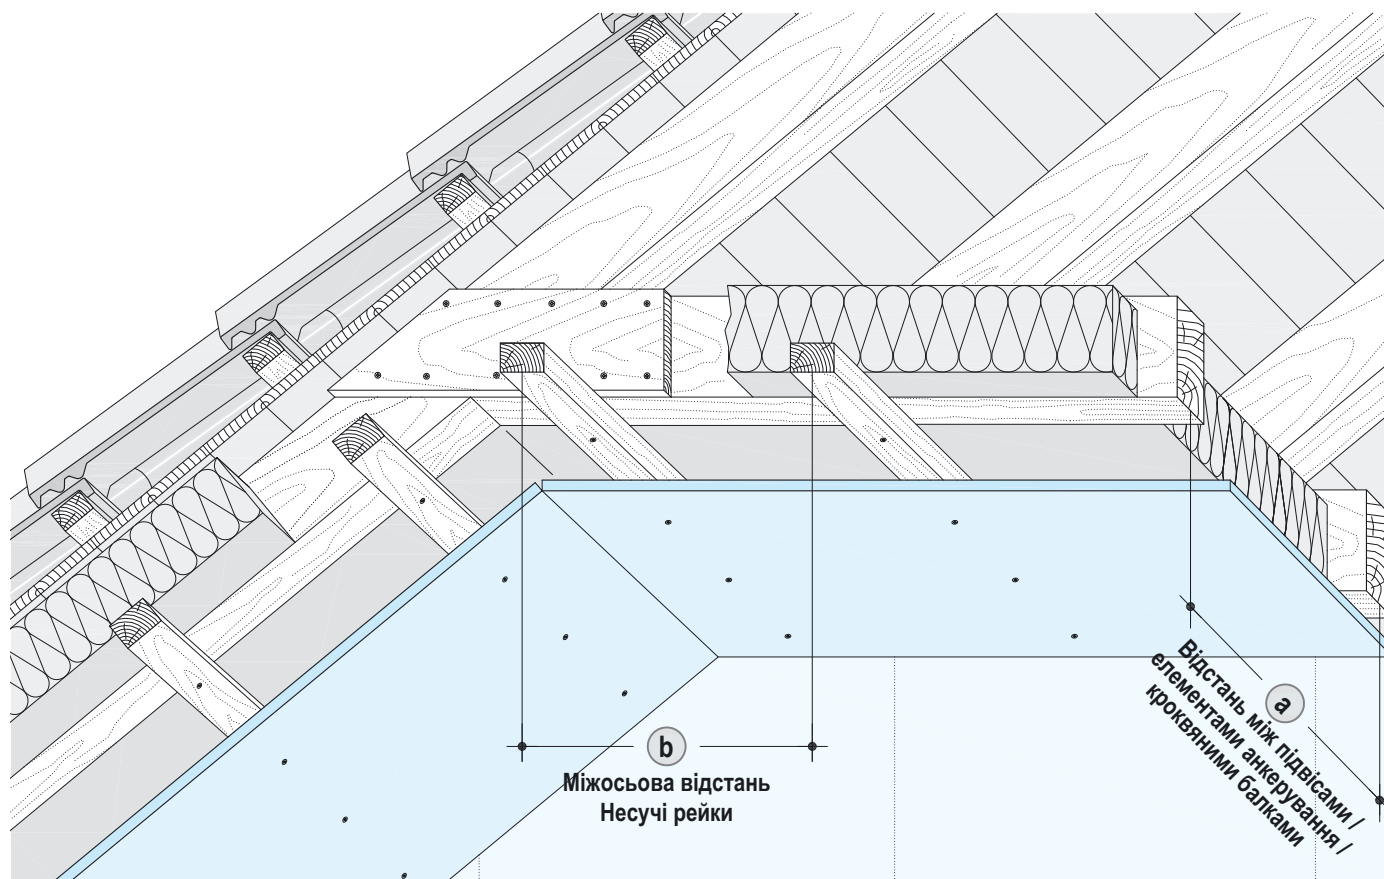 b
Міжосьова відстань
Несучі рейки
a
Відстань між підвісами /
елементами анкерування /
кроквяними балками